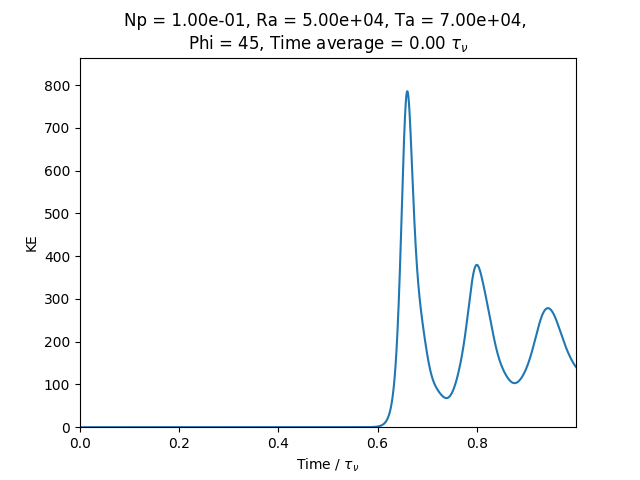 Np = 1.00e-01, Ra = 5.00e+04, Ta = 7.00e+04,
Phi = 45, Time average = 0.00 τν
800
700
600
500
400
300
200
100
0
KE
0.0 0.2 0.4 0.6 0.8
Time / τν